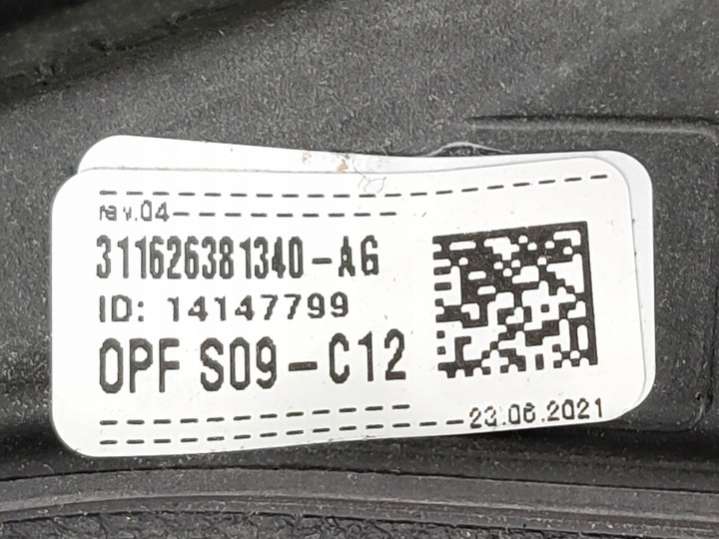 rev.04
311626381340-AG
ID: 14147799
OPF S09-C12
23.06.2021